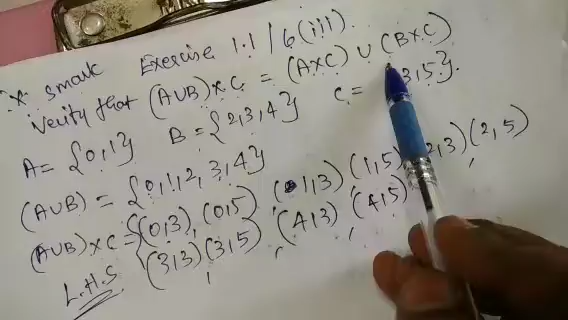 "x" smark Exercise 1.1 / 6 (iii).
Verity that (A∪B)×C = (A×C) ∪ (B×C)
A = {0,1} B = {2,3,4} C = 3,5}.
(A∪B) = {0,1,2,3,4}
(A∪B)×C = {(0,3),(0,5) (1,3) (1,5) 2,3)(2,5)
(3,3)(3,5) (4,3) (4,5)
L.H.S